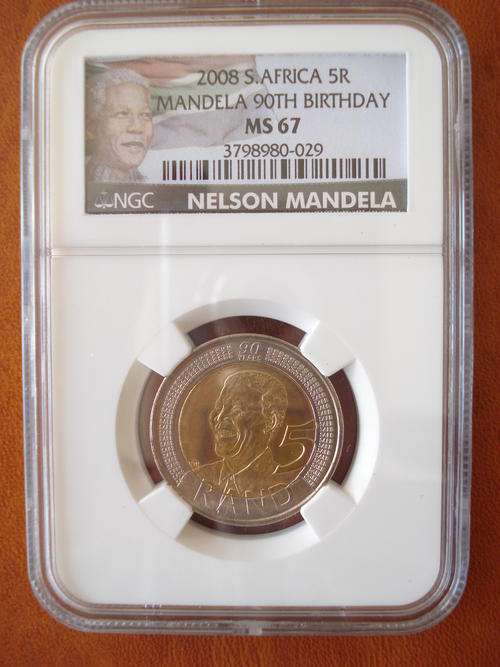 2008 S.AFRICA 5R
MANDELA 90TH BIRTHDAY
MS 67
3798980-029
NGC NELSON MANDELA
90
YEARS
5
RAND